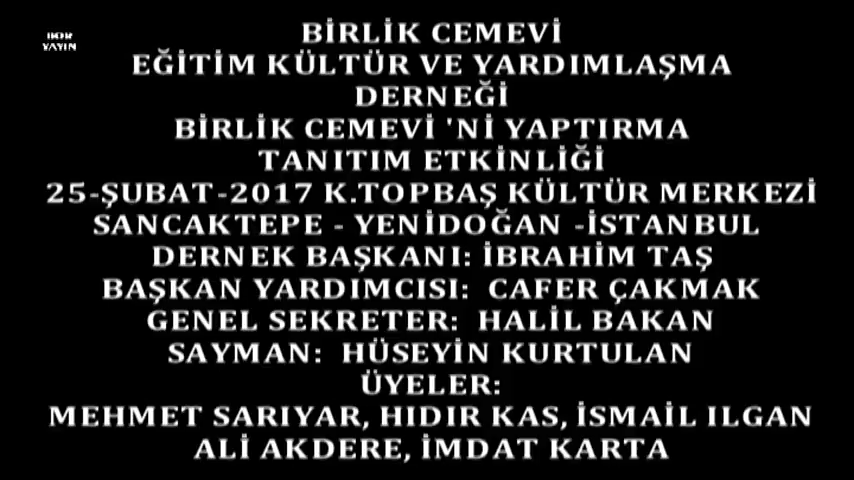 BİRLİK CEMEVİ
EĞİTİM KÜLTÜR VE YARDIMLAŞMA
DERNEĞİ
BİRLİK CEMEVİ 'Nİ YAPTIRMA
TANITIM ETKİNLİĞİ
25-ŞUBAT-2017 K.TOPBAŞ KÜLTÜR MERKEZİ
SANCAKTEPE - YENİDOĞAN -İSTANBUL
DERNEK BAŞKANI: İBRAHİM TAŞ
BAŞKAN YARDIMCISI: CAFER ÇAKMAK
GENEL SEKRETER: HALİL BAKAN
SAYMAN: HÜSEYİN KURTULAN
ÜYELER:
MEHMET SARIYAR, HIDIR KAS, İSMAİL ILGAN
ALİ AKDERE, İMDAT KARTA
YAYIN